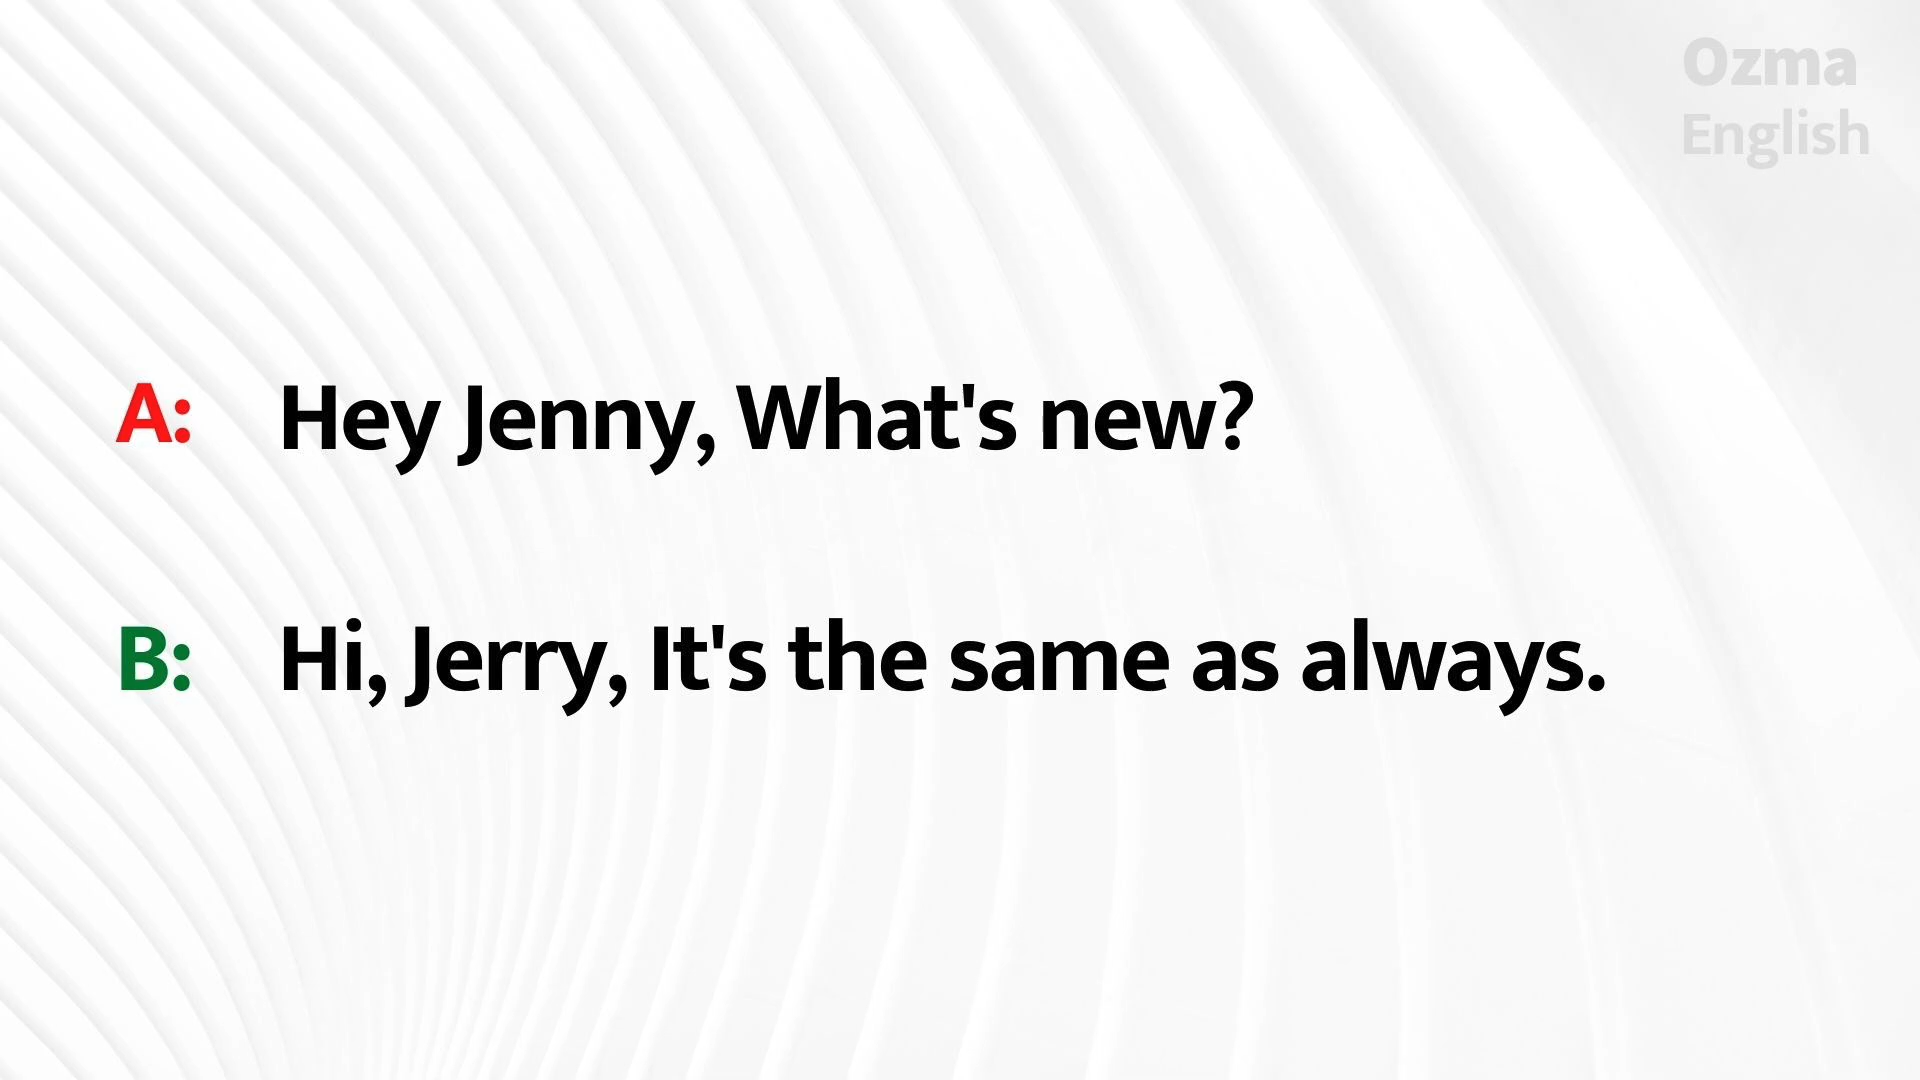 Ozma
English
A: Hey Jenny, What's new?
B: Hi, Jerry, It's the same as always.